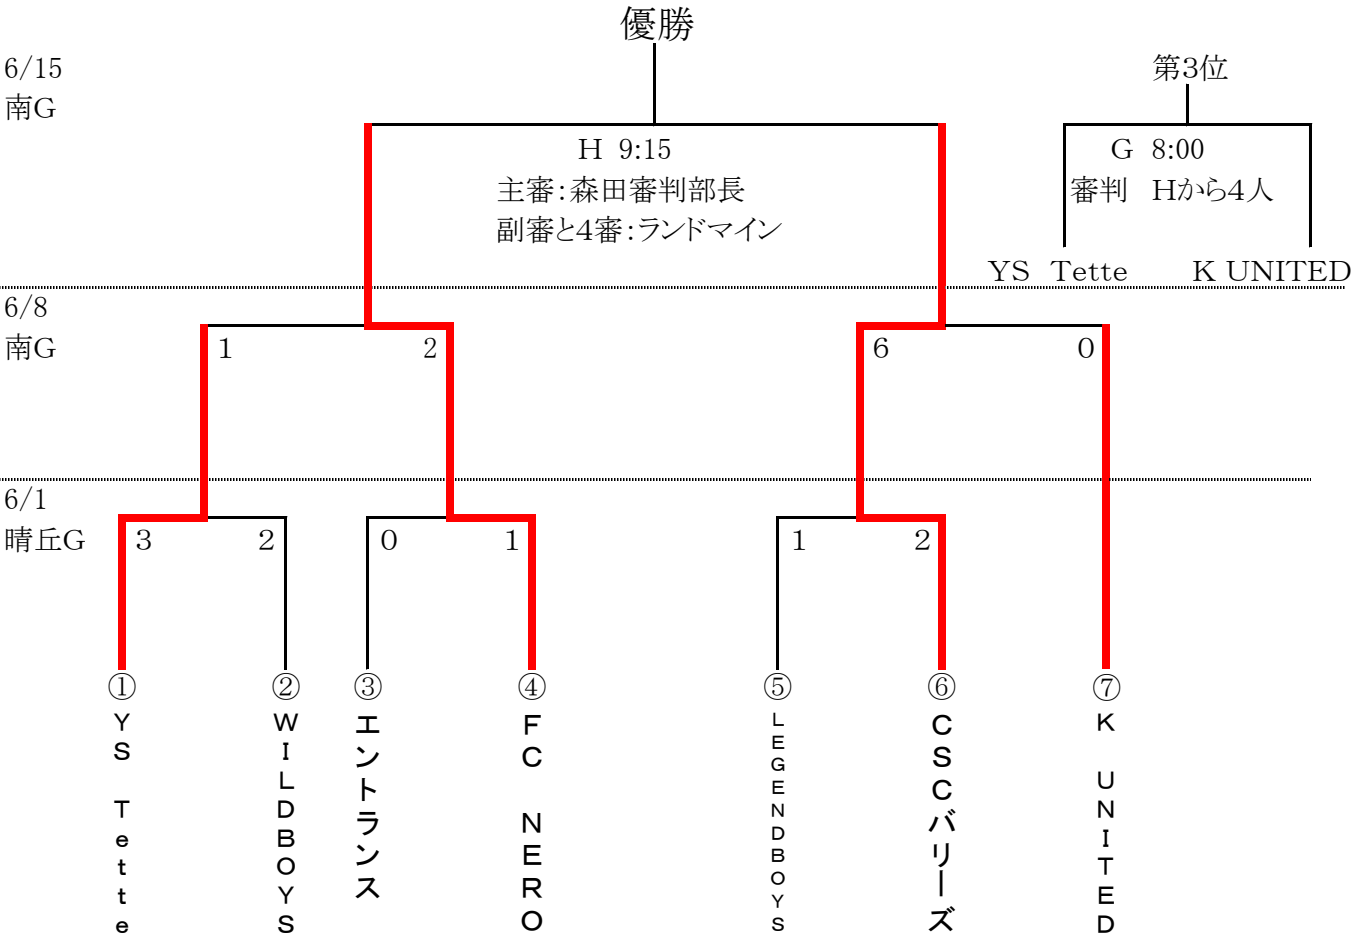 優勝
6/15
南G
第3位
H 9:15
主審：森田審判部長
副審と4審：ランドマイン
G 8:00
審判 Hから4人
YS Tette
K UNITED
6/8
南G
1
2
6
0
6/1
晴丘G
3
2
0
1
1
2
①
②
③
④
⑤
⑥
⑦
YS Tette
WILDBOYS
エントランス
FC NERO
LEGENDBOYS
CSCバリーズ
K UNITED